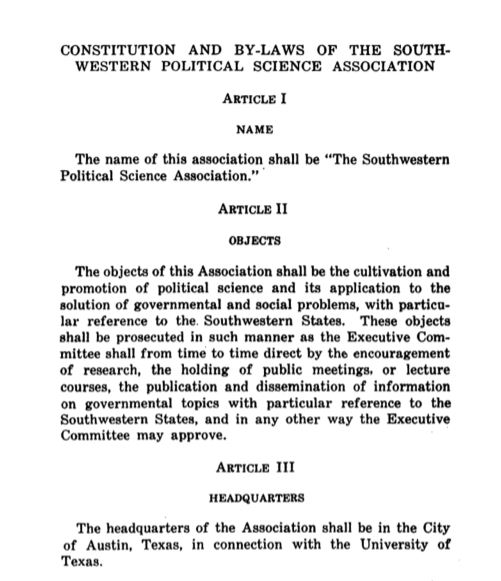 CONSTITUTION AND BY-LAWS OF THE SOUTH-
WESTERN POLITICAL SCIENCE ASSOCIATION
ARTICLE I
NAME
The name of this association shall be "The Southwestern
Political Science Association."
ARTICLE II
OBJECTS
The objects of this Association shall be the cultivation and
promotion of political science and its application to the
solution of governmental and social problems, with particu-
lar reference to the Southwestern States. These objects
shall be prosecuted in such manner as the Executive Com-
mittee shall from time to time direct by the encouragement
of research, the holding of public meetings, or lecture
courses, the publication and dissemination of information
on governmental topics with particular reference to the
Southwestern States, and in any other way the Executive
Committee may approve.
ARTICLE III
HEADQUARTERS
The headquarters of the Association shall be in the City
of Austin, Texas, in connection with the University of
Texas.